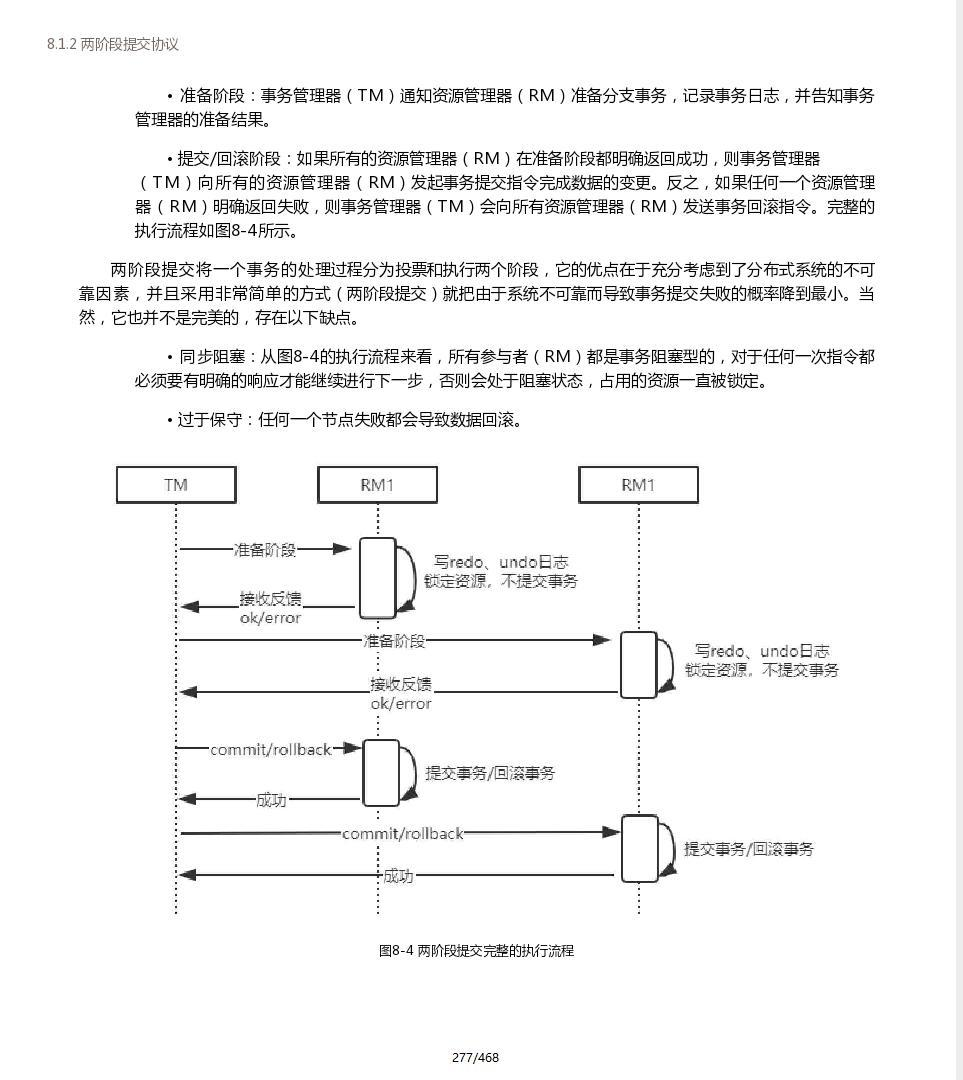 8.1.2 两阶段提交协议
• 准备阶段：事务管理器（TM）通知资源管理器（RM）准备分支事务，记录事务日志，并告知事务
管理器的准备结果。
• 提交/回滚阶段：如果所有的资源管理器（RM）在准备阶段都明确返回成功，则事务管理器
（TM）向所有的资源管理器（RM）发起事务提交指令完成数据的变更。反之，如果任何一个资源管理
器（RM）明确返回失败，则事务管理器（TM）会向所有资源管理器（RM）发送事务回滚指令。完整的
执行流程如图8-4所示。
两阶段提交将一个事务的处理过程分为投票和执行两个阶段，它的优点在于充分考虑到了分布式系统的不可
靠因素，并且采用非常简单的方式（两阶段提交）就把由于系统不可靠而导致事务提交失败的概率降到最小。当
然，它也并不是完美的，存在以下缺点。
• 同步阻塞：从图8-4的执行流程来看，所有参与者（RM）都是事务阻塞型的，对于任何一次指令都
必须要有明确的响应才能继续进行下一步，否则会处于阻塞状态，占用的资源一直被锁定。
• 过于保守：任何一个节点失败都会导致数据回滚。
TM
RM1
RM1
准备阶段
写redo、undo日志
锁定资源，不提交事务
接收反馈
ok/error
准备阶段
写redo、undo日志
锁定资源，不提交事务
接收反馈
ok/error
commit/rollback
提交事务/回滚事务
成功
commit/rollback
提交事务/回滚事务
成功
图8-4 两阶段提交完整的执行流程
277/468